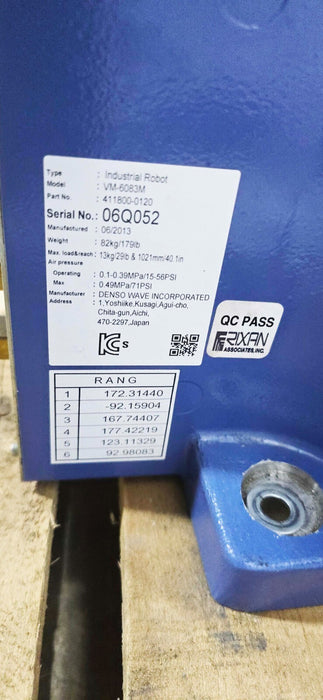 Type : Industrial Robot
Model : VM-6083M
Part No. : 411800-0120
Serial No.: 06Q052
Manufactured : 06/2013
Weight : 82kg/179lb
Max. load&reach : 13kg/29lb & 1021mm/40.1in
Air pressure
Operating : 0.1-0.39MPa/15-56PSI
Max : 0.49MPa/71PSI
Manufacturer : DENSO WAVE INCORPORATED
Address : 1,Yoshiike,Kusagi,Agui-cho,
Chita-gun,Aichi,
470-2297,Japan
KC S
QC PASS
RIXAN
ASSOCIATES, INC.
RANG
1 172.31440
2 -92.15904
3 167.74407
4 177.42219
5 123.11329
6 92.98083